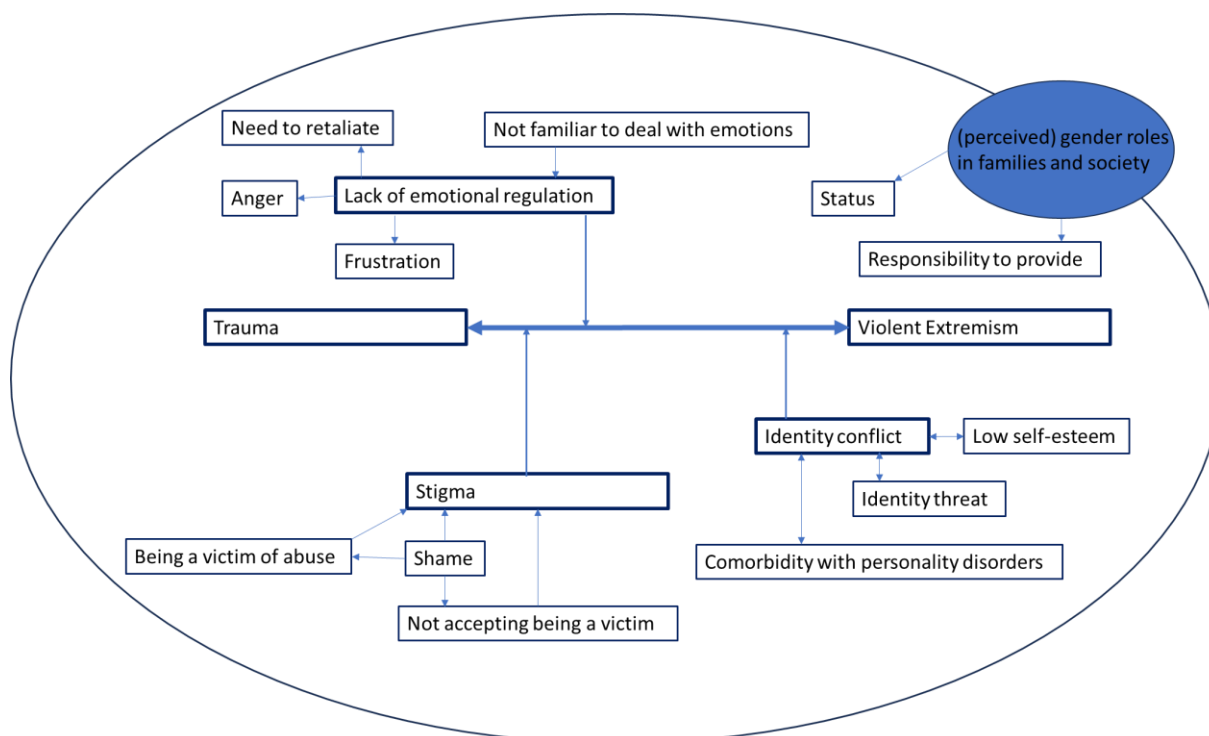 Need to retaliate
Not familiar to deal with emotions
(perceived) gender roles
in families and society
Anger
Lack of emotional regulation
Status
Frustration
Responsibility to provide
Trauma
Violent Extremism
Identity conflict
Low self-esteem
Stigma
Identity threat
Being a victim of abuse
Shame
Comorbidity with personality disorders
Not accepting being a victim